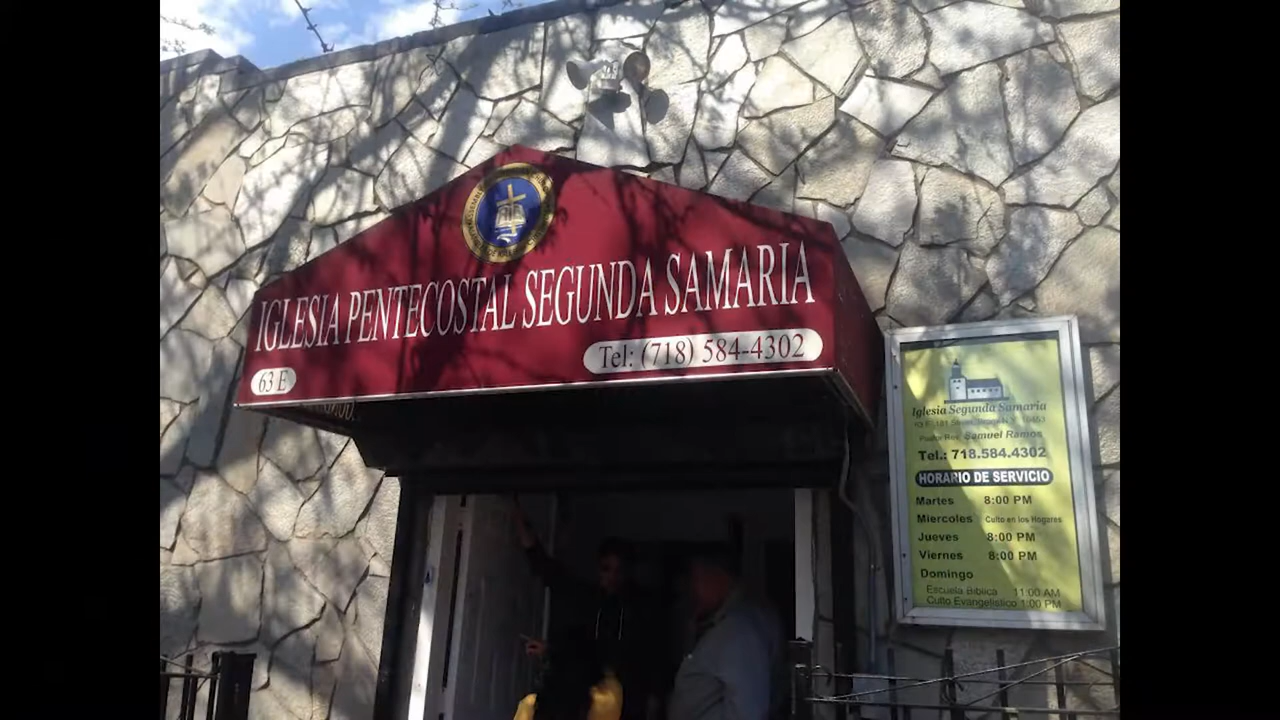 IGLESIA PENTECOSTAL SEGUNDA SAMARIA
Tel: (718) 584-4302
63 E
Iglesia Segunda Samaria
Pastor Rev. Samuel Ramos
Tel.: 718.584.4302
HORARIO DE SERVICIO
Martes 8:00 PM
Miercoles Culto en los Hogares
Jueves 8:00 PM
Viernes 8:00 PM
Domingo
Escuela Biblica 11:00 AM
Culto Evangelistico 1:00 PM